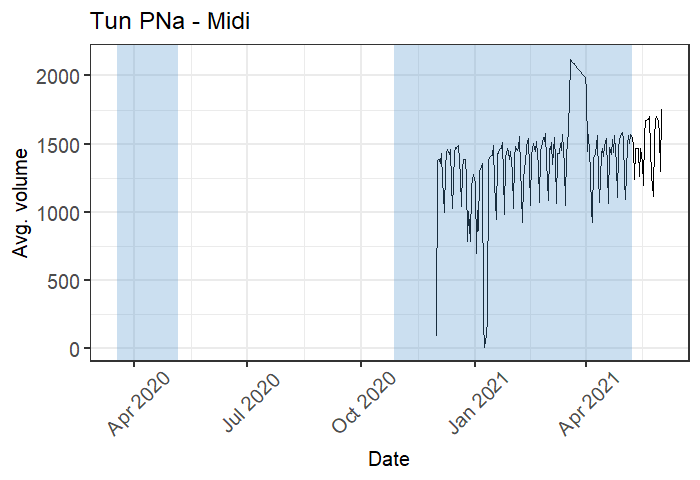 Tun PNa - Midi
Avg. volume
2000
1500
1000
500
0
Apr 2020
Jul 2020
Oct 2020
Jan 2021
Apr 2021
Date